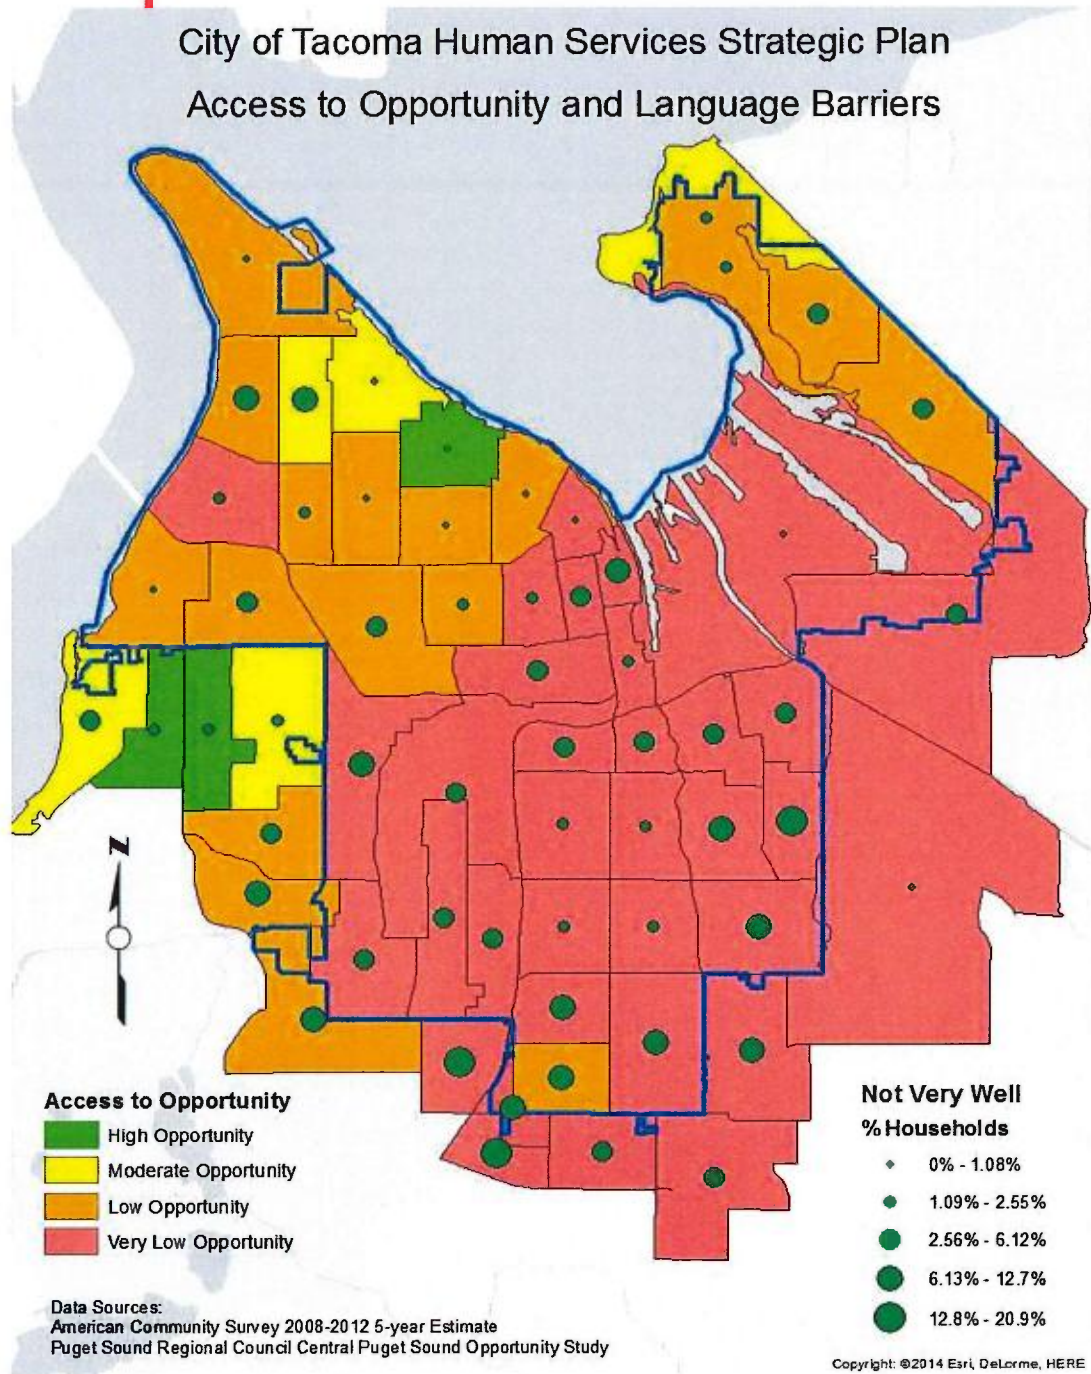 City of Tacoma Human Services Strategic Plan
Access to Opportunity and Language Barriers
N
Access to Opportunity
High Opportunity
Moderate Opportunity
Low Opportunity
Very Low Opportunity
Not Very Well
% Households
0% - 1.08%
1.09% - 2.55%
2.56% - 6.12%
6.13% - 12.7%
12.8% - 20.9%
Data Sources:
American Community Survey 2008-2012 5-year Estimate
Puget Sound Regional Council Central Puget Sound Opportunity Study
Copyright: ©2014 Esri, DeLorme, HERE